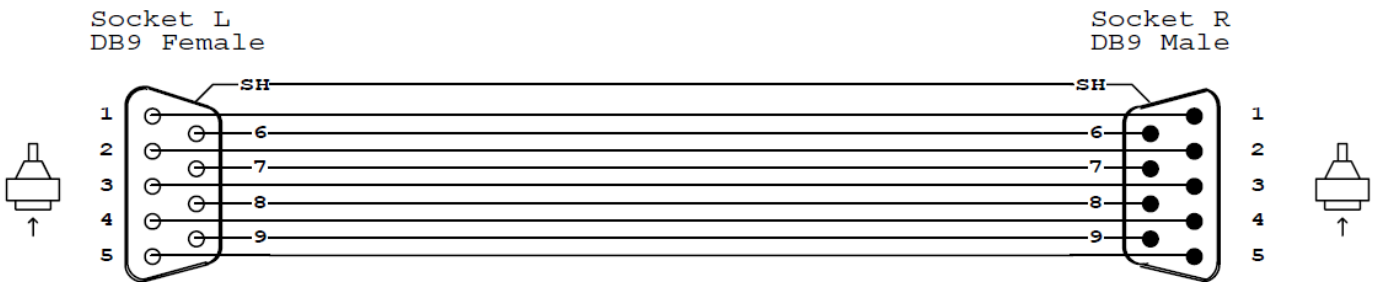 Socket L
DB9 Female
Socket R
DB9 Male
SH SH
1 1
6 6
2 2
7 7
3 3
8 8
4 4
9 9
5 5